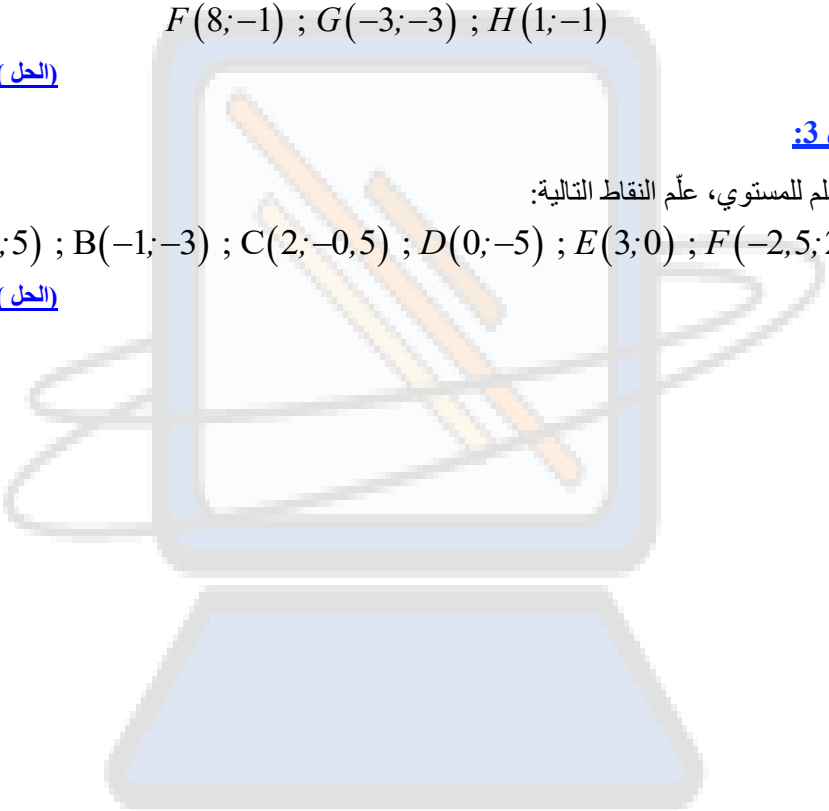 F(8;−1) ; G(−3;−3) ; H(1;−1)
(الحل)
3:
للمستوي، علّم النقاط التالية:
;5) ; B(−1;−3) ; C(2;−0,5) ; D(0;−5) ; E(3;0) ; F(−2,5;
(الحل)